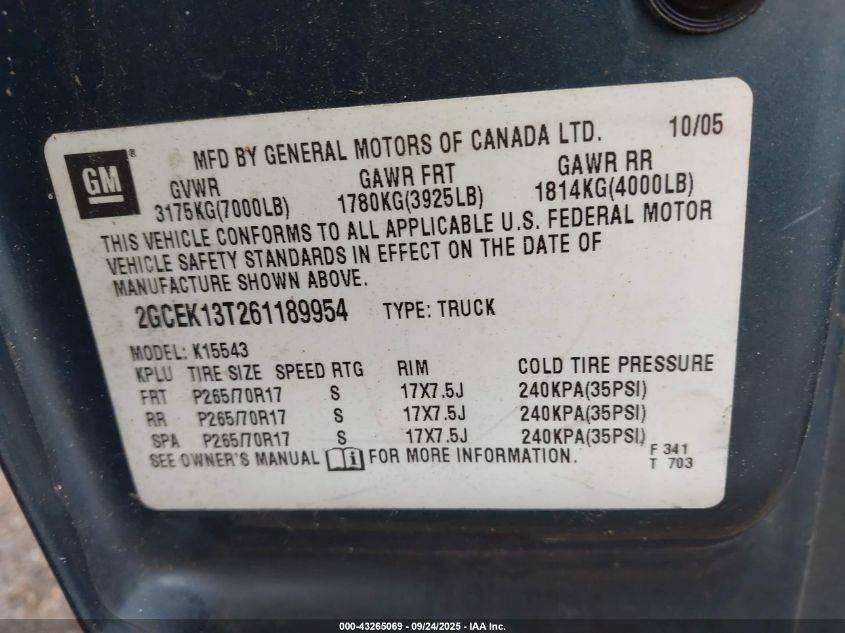 GM ®
MFD BY GENERAL MOTORS OF CANADA LTD. 10/05
GVWR GAWR FRT GAWR RR
3175KG(7000LB) 1780KG(3925LB) 1814KG(4000LB)
THIS VEHICLE CONFORMS TO ALL APPLICABLE U.S. FEDERAL MOTOR
VEHICLE SAFETY STANDARDS IN EFFECT ON THE DATE OF
MANUFACTURE SHOWN ABOVE.
2GCEK13T261189954 TYPE: TRUCK
MODEL: K15543
KPLU TIRE SIZE SPEED RTG RIM COLD TIRE PRESSURE
FRT P265/70R17 S 17X7.5J 240KPA(35PSI)
RR P265/70R17 S 17X7.5J 240KPA(35PSI)
SPA P265/70R17 S 17X7.5J 240KPA(35PSI)
SEE OWNER'S MANUAL i FOR MORE INFORMATION. F 341
T 703
000-43265069 - 09/24/2025 - IAA Inc.